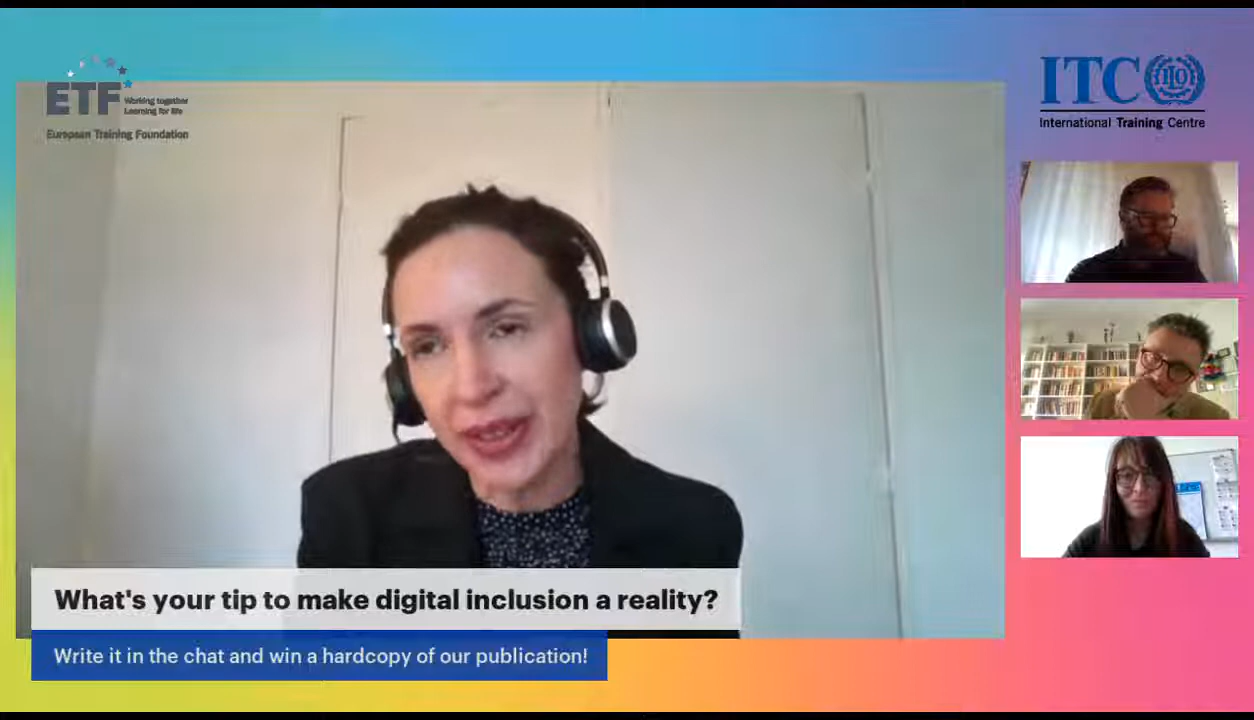 ETF
Working together
Learning for life
European Training Foundation
ITC
ILO
International Training Centre
What's your tip to make digital inclusion a reality?
Write it in the chat and win a hardcopy of our publication!